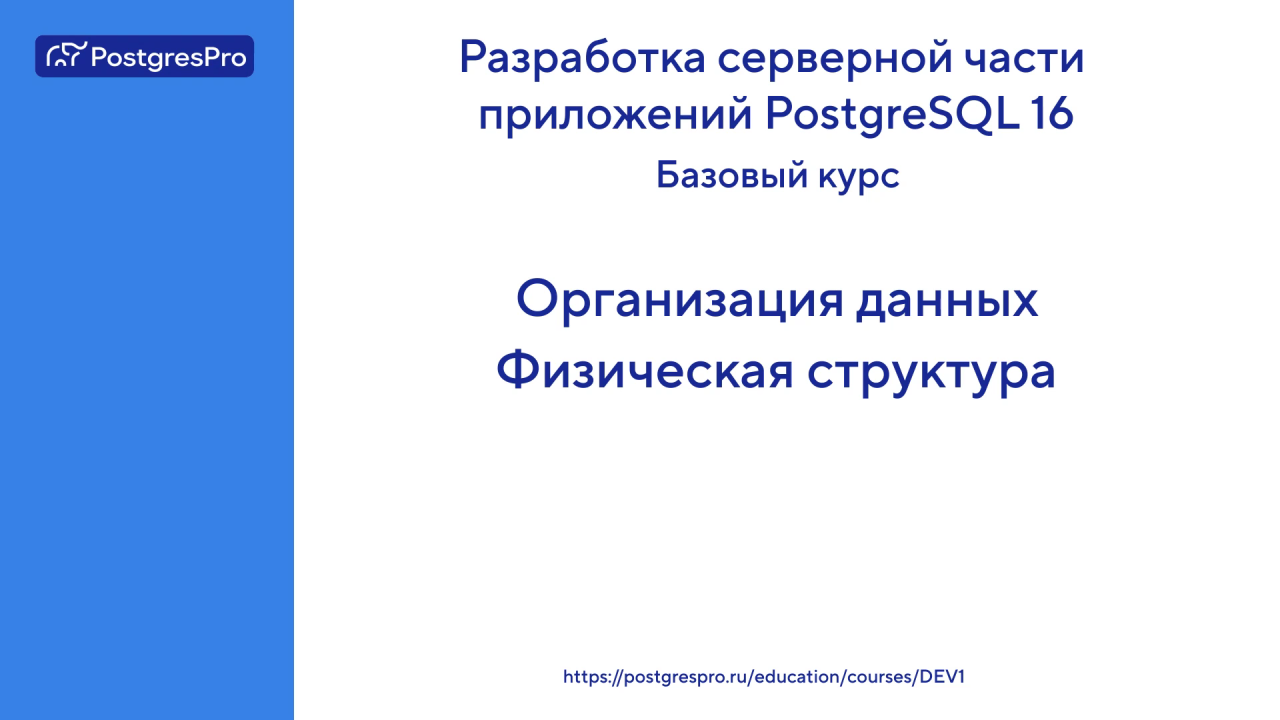 PostgresPro
Разработка серверной части
приложений PostgreSQL 16
Базовый курс
Организация данных
Физическая структура
https://postgrespro.ru/education/courses/DEV1